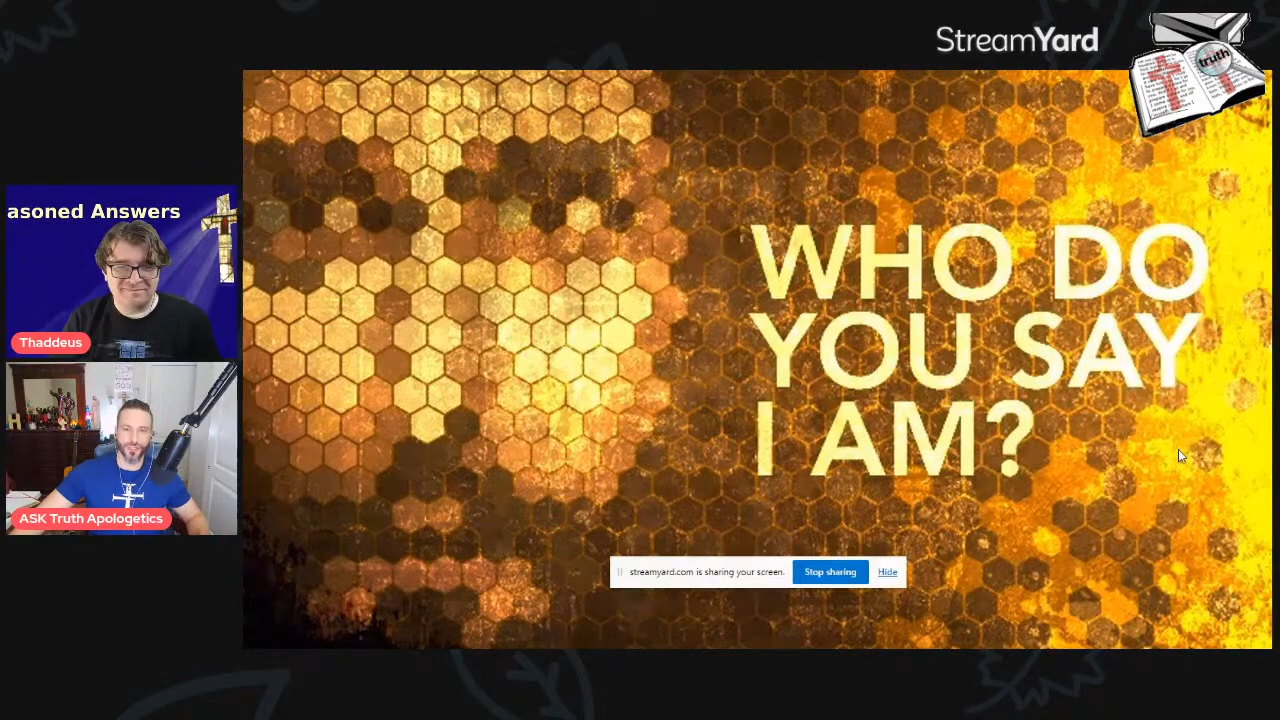 StreamYard
truth
asoned Answers
Thaddeus
ASK Truth Apologetics
WHO DO
YOU SAY
I AM?
streamyard.com is sharing your screen.
Stop sharing
Hide